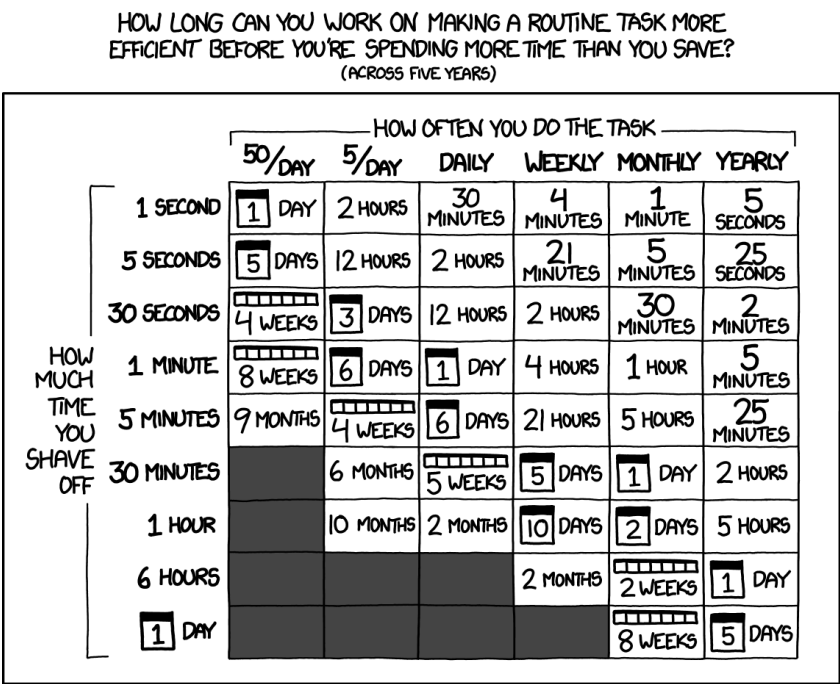 HOW LONG CAN YOU WORK ON MAKING A ROUTINE TASK MORE
EFFICIENT BEFORE YOU'RE SPENDING MORE TIME THAN YOU SAVE?
(ACROSS FIVE YEARS)
HOW OFTEN YOU DO THE TASK
50/DAY 5/DAY DAILY WEEKLY MONTHLY YEARLY
HOW MUCH TIME YOU SHAVE OFF
1 SECOND 1 DAY 2 HOURS 30 MINUTES 4 MINUTES 1 MINUTE 5 SECONDS
5 SECONDS 5 DAYS 12 HOURS 2 HOURS 21 MINUTES 5 MINUTES 25 SECONDS
30 SECONDS 4 WEEKS 3 DAYS 12 HOURS 2 HOURS 30 MINUTES 2 MINUTES
1 MINUTE 8 WEEKS 6 DAYS 1 DAY 4 HOURS 1 HOUR 5 MINUTES
5 MINUTES 9 MONTHS 4 WEEKS 6 DAYS 21 HOURS 5 HOURS 25 MINUTES
30 MINUTES 6 MONTHS 5 WEEKS 5 DAYS 1 DAY 2 HOURS
1 HOUR 10 MONTHS 2 MONTHS 10 DAYS 2 DAYS 5 HOURS
6 HOURS 2 MONTHS 2 WEEKS 1 DAY
1 DAY 8 WEEKS 5 DAYS